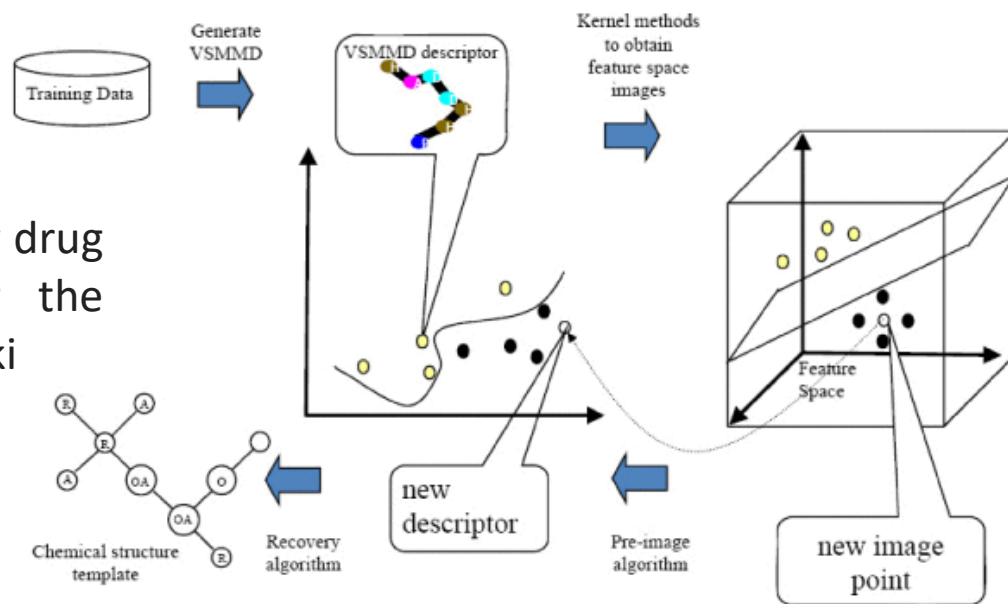 Training Data
Generate
VSMMD
VSMMD descriptor
Kernel methods
to obtain
feature space
images
drug
the
ki
Feature
Space
new image
point
Pre-image
algorithm
new
descriptor
Recovery
algorithm
R
A
R
A
OA
O
OA
R
Chemical structure
template